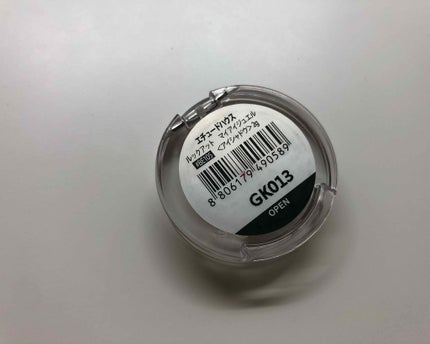 エチュードハウス
ルックアット マイアイジュエル
<アイシャドウ> 2g
8 806179 490589
GK013
OPEN